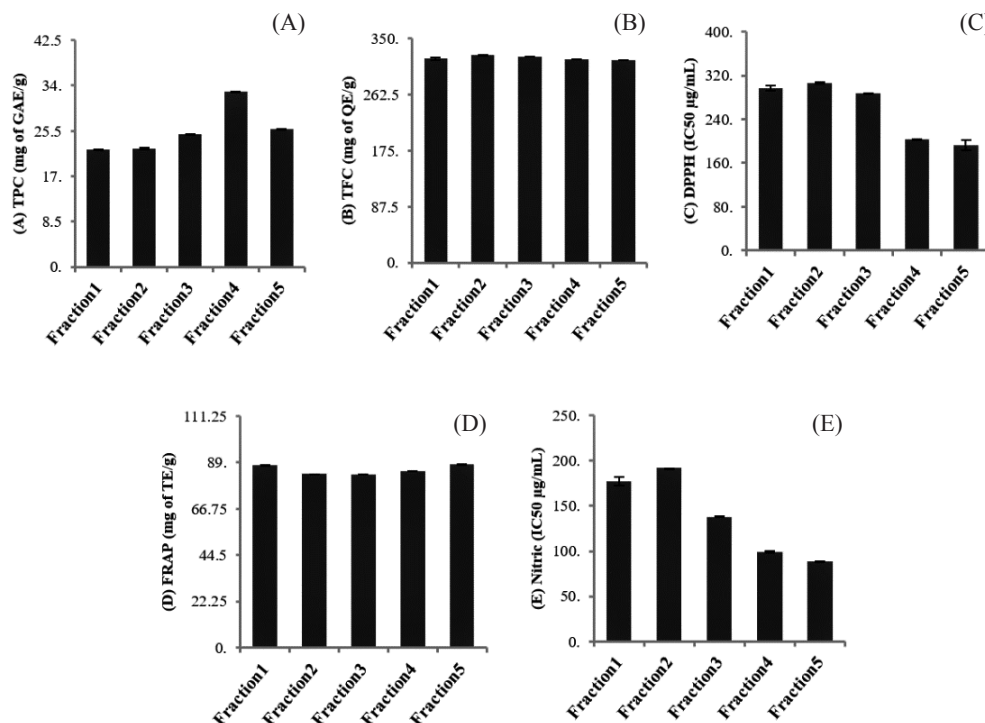 (A)
(A) TPC (mg of GAE/g)
42.5
34.
25.5
17.
8.5
0.
Fraction1
Fraction2
Fraction3
Fraction4
Fraction5
(B)
(B) TFC (mg of QE/g)
350.
262.5
175.
87.5
0.
Fraction1
Fraction2
Fraction3
Fraction4
Fraction5
(C)
(C) DPPH (IC50 µg/mL)
400.
320.
240.
160.
80.
0.
Fraction1
Fraction2
Fraction3
Fraction4
Fraction5
(D)
(D) FRAP (mg of TE/g)
111.25
89.
66.75
44.5
22.25
0.
Fraction1
Fraction2
Fraction3
Fraction4
Fraction5
(E)
(E) Nitric (IC50 µg/mL)
250.
200.
150.
100.
50.
0.
Fraction1
Fraction2
Fraction3
Fraction4
Fraction5